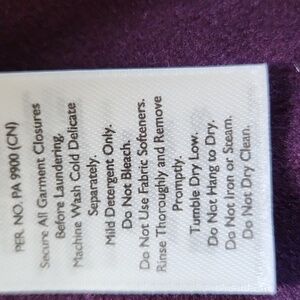 PER. NO. PA 9900 (CN)
Secure All Garment Closures
Before Laundering.
Machine Wash Cold Delicate
Separately.
Mild Detergent Only.
Do Not Bleach.
Do Not Use Fabric Softeners.
Rinse Thoroughly and Remove
Promptly.
Tumble Dry Low.
Do Not Hang to Dry.
Do Not Iron or Steam.
Do Not Dry Clean.